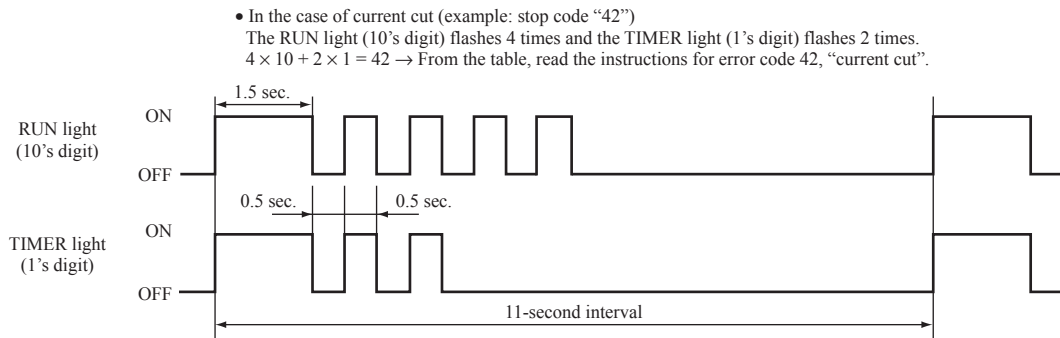 • In the case of current cut (example: stop code “42”)
The RUN light (10’s digit) flashes 4 times and the TIMER light (1’s digit) flashes 2 times.
4 × 10 + 2 × 1 = 42 → From the table, read the instructions for error code 42, “current cut”.
1.5 sec.
ON
RUN light
(10’s digit)
OFF
0.5 sec.
0.5 sec.
ON
TIMER light
(1’s digit)
OFF
11-second interval